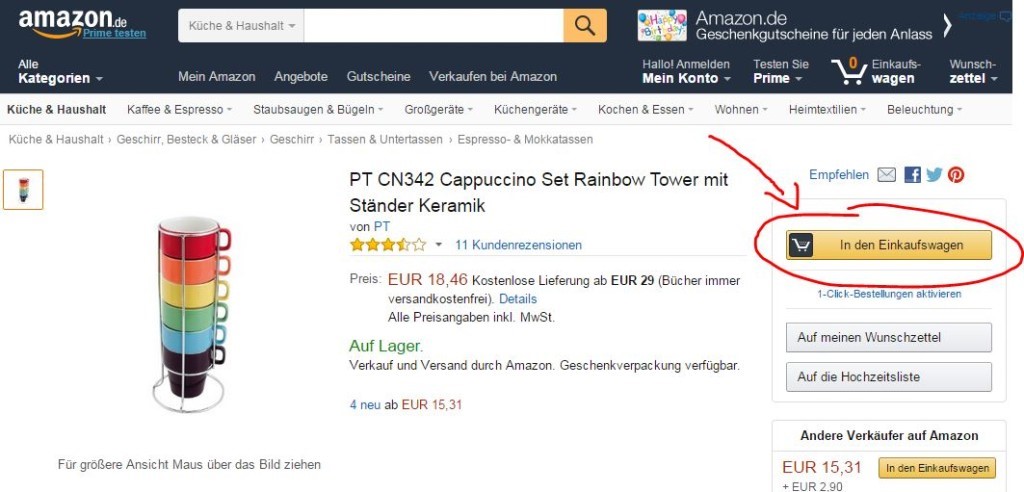 amazon.de
Prime testen
Küche & Haushalt
Happy Birthday!
Amazon.de
Geschenkgutscheine für jeden Anlass
Anzeige
Alle
Kategorien
Mein Amazon Angebote Gutscheine Verkaufen bei Amazon
Hallo! Anmelden
Mein Konto
Testen Sie
Prime
0
Einkaufs-
wagen
Wunsch-
zettel
Küche & Haushalt Kaffee & Espresso Staubsaugen & Bügeln Großgeräte Küchengeräte Kochen & Essen Wohnen Heimtextilien Beleuchtung
Küche & Haushalt › Geschirr, Besteck & Gläser › Geschirr › Tassen & Untertassen › Espresso- & Mokkatassen
PT CN342 Cappuccino Set Rainbow Tower mit
Ständer Keramik
von PT
11 Kundenrezensionen
Preis: EUR 18,46 Kostenlose Lieferung ab EUR 29 (Bücher immer
versandkostenfrei). Details
Alle Preisangaben inkl. MwSt.
Auf Lager.
Verkauf und Versand durch Amazon. Geschenkverpackung verfügbar.
4 neu ab EUR 15,31
Für größere Ansicht Maus über das Bild ziehen
Empfehlen
In den Einkaufswagen
1-Click-Bestellungen aktivieren
Auf meinen Wunschzettel
Auf die Hochzeitsliste
Andere Verkäufer auf Amazon
EUR 15,31 In den Einkaufswagen
+ EUR 2,90